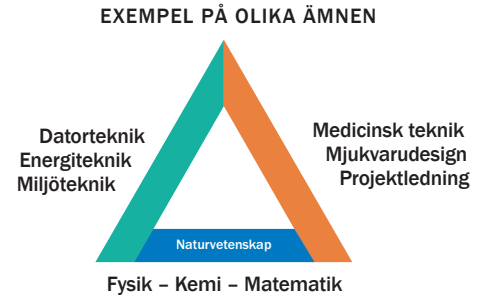 EXEMPEL PÅ OLIKA ÄMNEN
Datorteknik
Energiteknik
Miljöteknik
Medicinsk teknik
Mjukvarudesign
Projektledning
Naturvetenskap
Fysik – Kemi – Matematik